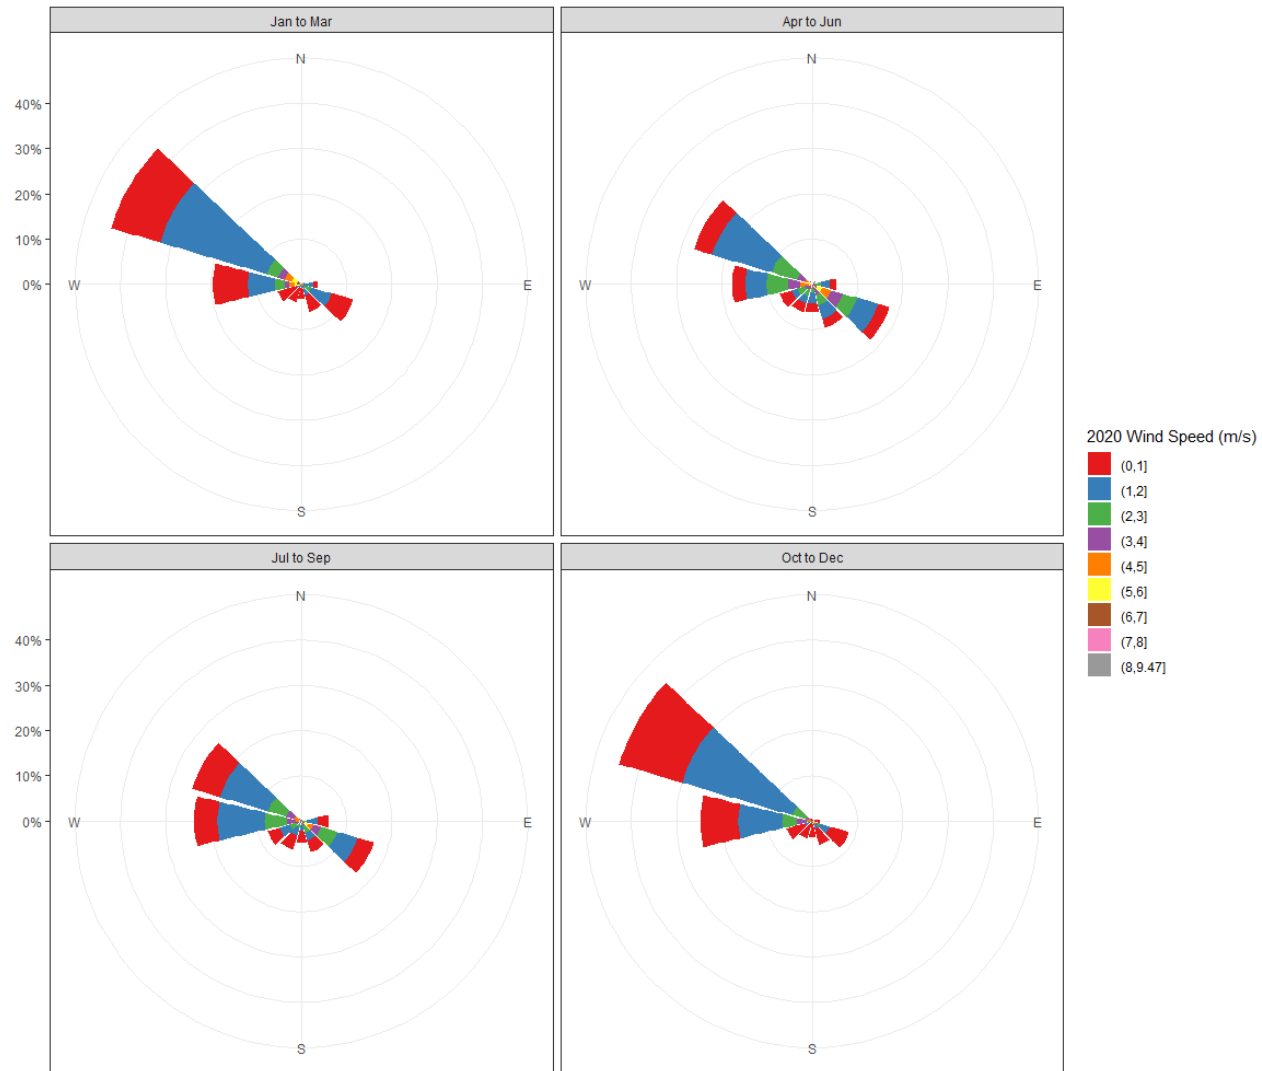 Jan to Mar
Apr to Jun
N
N
40%
30%
20%
10%
0%
W
E
W
E
S
S
2020 Wind Speed (m/s)
(0,1]
(1,2]
(2,3]
(3,4]
(4,5]
(5,6]
(6,7]
(7,8]
(8,9.47]
Jul to Sep
Oct to Dec
N
N
40%
30%
20%
10%
0%
W
E
W
E
S
S